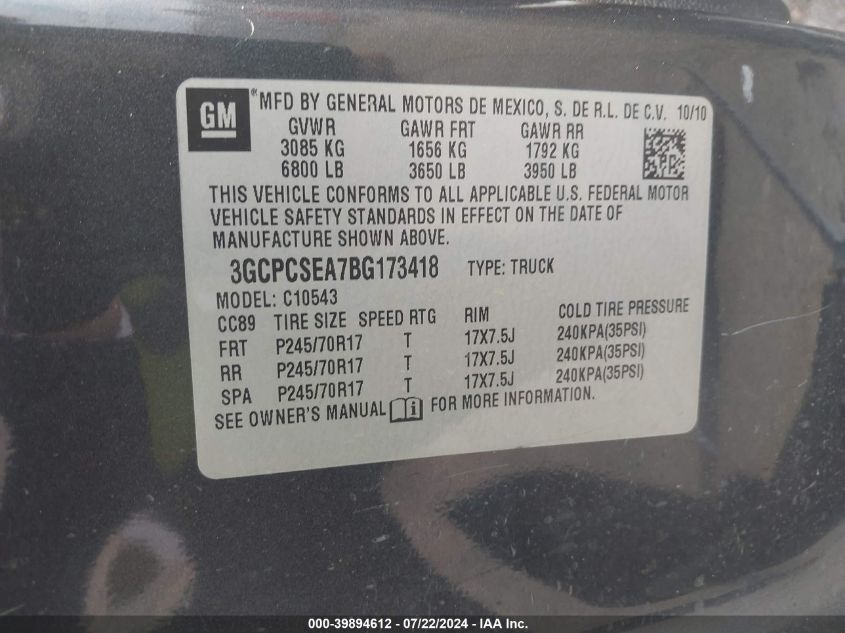 GM ® MFD BY GENERAL MOTORS DE MEXICO, S. DE R.L. DE C.V. 10/10
GVWR GAWR FRT GAWR RR
3085 KG 1656 KG 1792 KG
6800 LB 3650 LB 3950 LB
THIS VEHICLE CONFORMS TO ALL APPLICABLE U.S. FEDERAL MOTOR
VEHICLE SAFETY STANDARDS IN EFFECT ON THE DATE OF
MANUFACTURE SHOWN ABOVE.
3GCPCSEA7BG173418 TYPE: TRUCK
MODEL: C10543
CC89 TIRE SIZE SPEED RTG RIM COLD TIRE PRESSURE
FRT P245/70R17 T 17X7.5J 240KPA(35PSI)
RR P245/70R17 T 17X7.5J 240KPA(35PSI)
SPA P245/70R17 T 17X7.5J 240KPA(35PSI)
SEE OWNER'S MANUAL i FOR MORE INFORMATION.
000-39894612 / 07/22/2024 - IAA Inc.